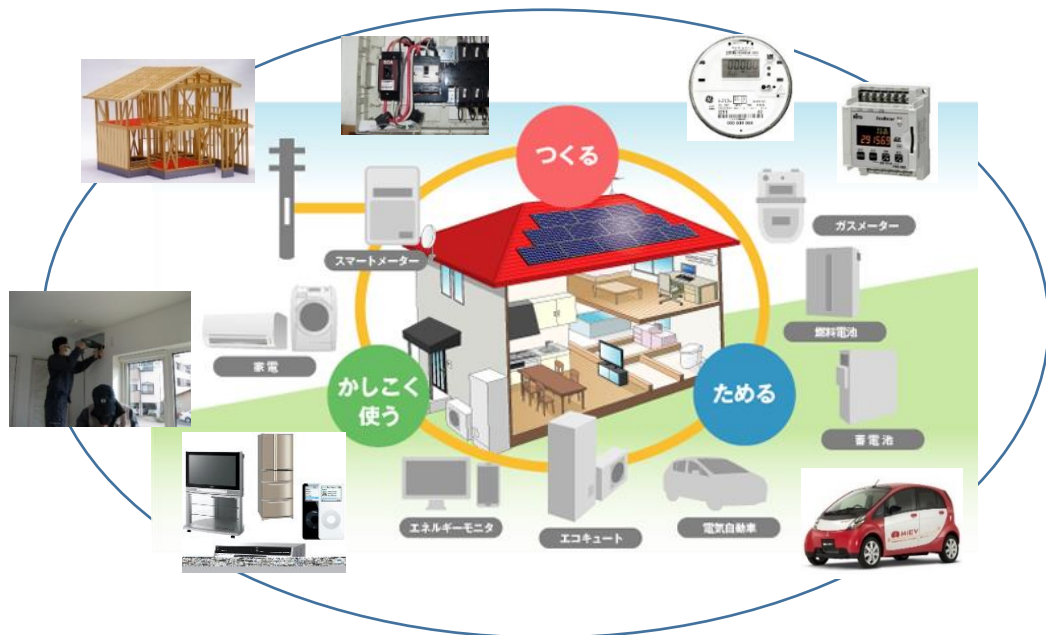 つくる
スマートメーター
ガスメーター
燃料電池
家電
かしこく
使う
ためる
蓄電池
エネルギーモニタ
エコキュート
電気自動車
MiEV